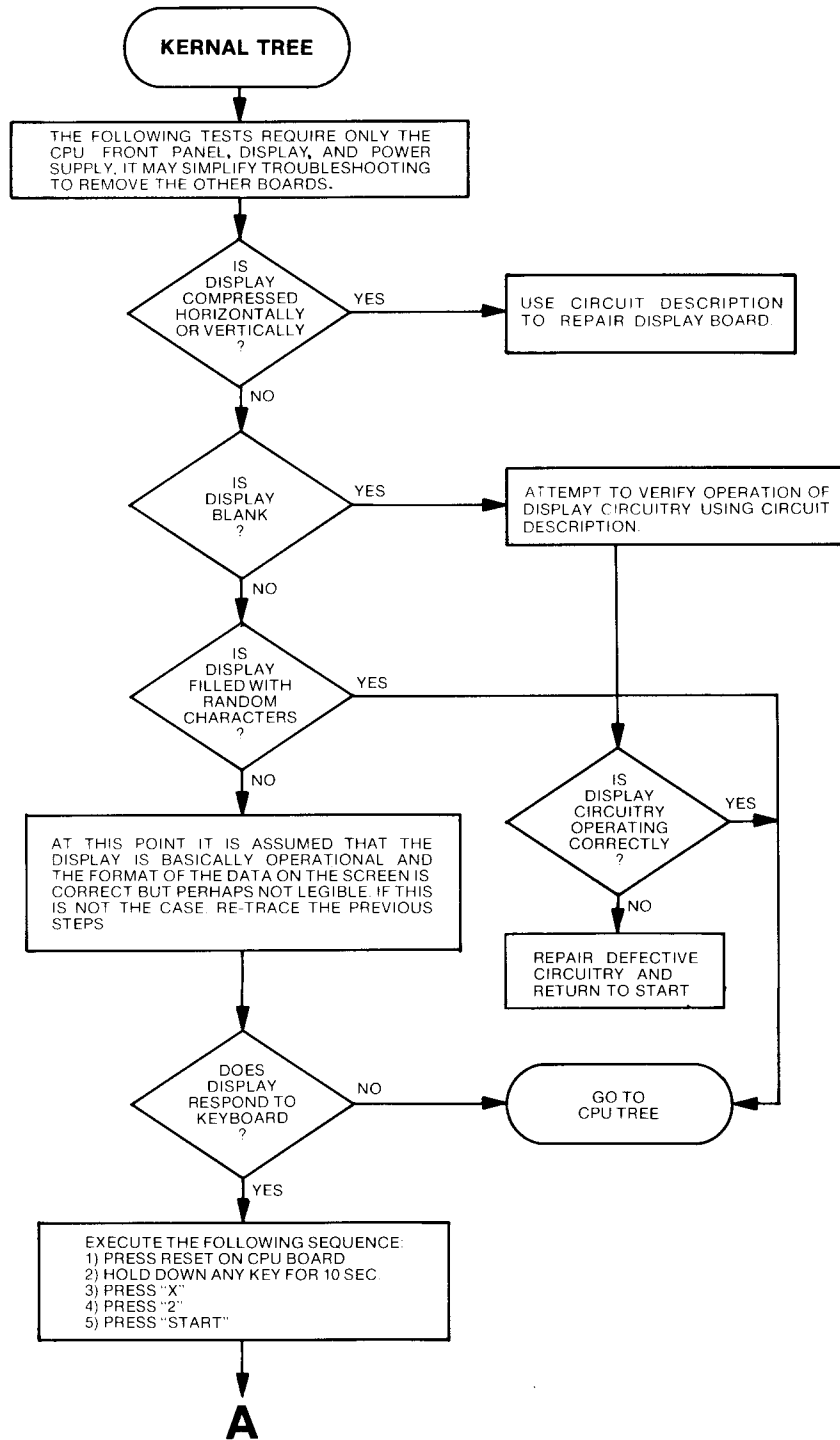 KERNAL TREE
THE FOLLOWING TESTS REQUIRE ONLY THE
CPU FRONT PANEL, DISPLAY, AND POWER
SUPPLY, IT MAY SIMPLIFY TROUBLESHOOTING
TO REMOVE THE OTHER BOARDS.
IS
DISPLAY
COMPRESSED
HORIZONTALLY
OR VERTICALLY
?
YES
USE CIRCUIT DESCRIPTION
TO REPAIR DISPLAY BOARD.
NO
IS
DISPLAY
BLANK
?
YES
ATTEMPT TO VERIFY OPERATION OF
DISPLAY CIRCUITRY USING CIRCUIT
DESCRIPTION.
NO
IS
DISPLAY
FILLED WITH
RANDOM
CHARACTERS
?
YES
NO
IS
DISPLAY
CIRCUITRY
OPERATING
CORRECTLY
?
YES
NO
REPAIR DEFECTIVE
CIRCUITRY AND
RETURN TO START
AT THIS POINT IT IS ASSUMED THAT THE
DISPLAY IS BASICALLY OPERATIONAL AND
THE FORMAT OF THE DATA ON THE SCREEN IS
CORRECT BUT PERHAPS NOT LEGIBLE. IF THIS
IS NOT THE CASE. RE-TRACE THE PREVIOUS
STEPS
DOES
DISPLAY
RESPOND TO
KEYBOARD
?
NO
GO TO
CPU TREE
YES
EXECUTE THE FOLLOWING SEQUENCE:
1) PRESS RESET ON CPU BOARD
2) HOLD DOWN ANY KEY FOR 10 SEC.
3) PRESS "X"
4) PRESS "2"
5) PRESS "START"
A